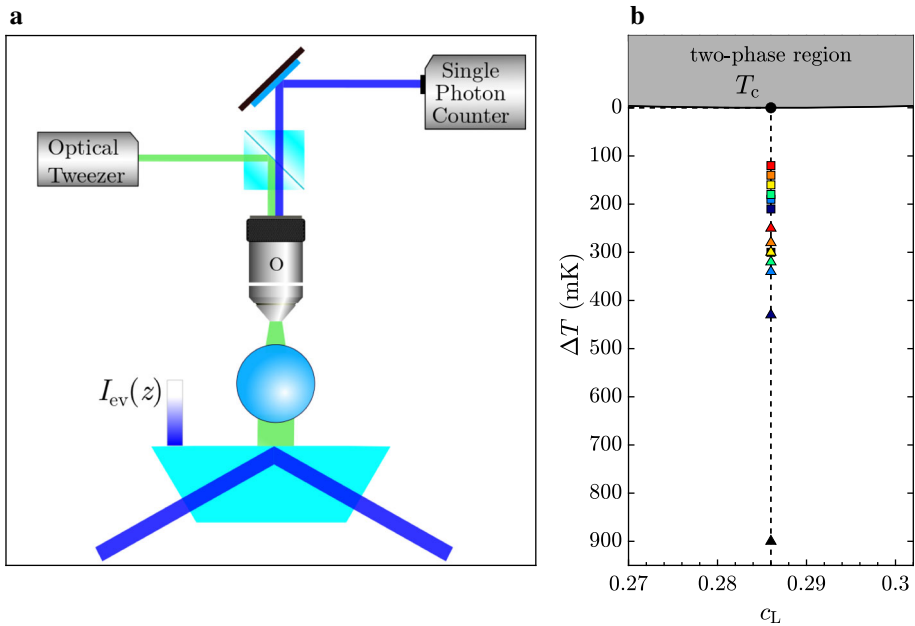 a
Single
Photon
Counter
Optical
Tweezer
O
I_ev(z)
b
two-phase region
T_c
0
100
200
300
400
500
600
700
800
900
ΔT (mK)
0.27
0.28
0.29
0.3
c_L